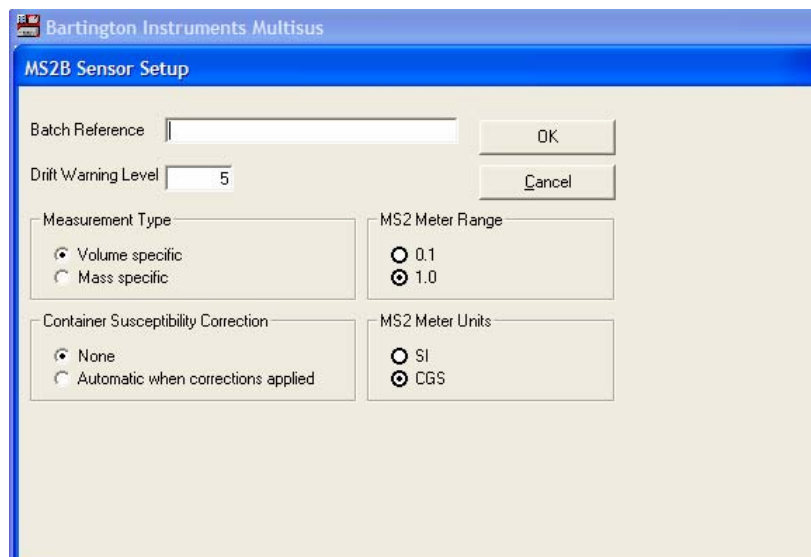 Bartington Instruments Multisus
MS2B Sensor Setup
Batch Reference
OK
Drift Warning Level 5
Cancel
Measurement Type
Volume specific
Mass specific
MS2 Meter Range
0.1
1.0
Container Susceptibility Correction
None
Automatic when corrections applied
MS2 Meter Units
SI
CGS